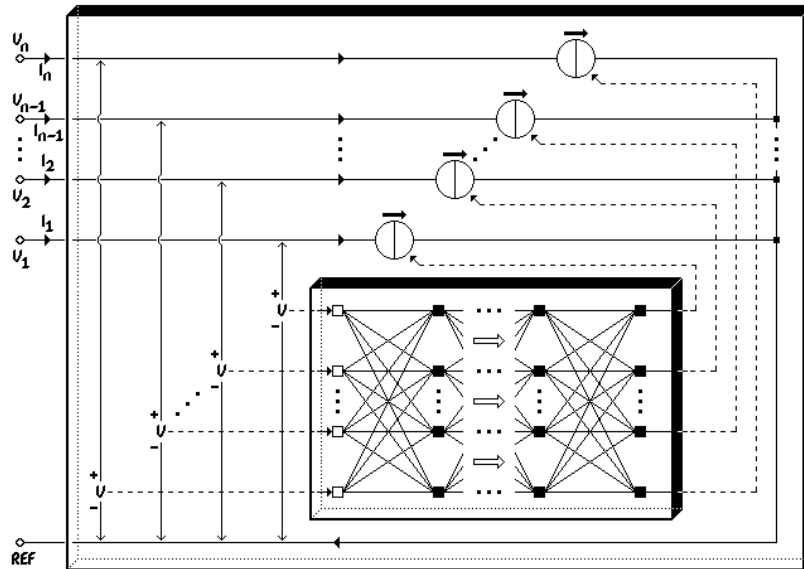 Vn
In
Vn-1
In-1
I2
V2
I1
V1
+
V
-
+
V
-
+
V
-
+
V
-
REF